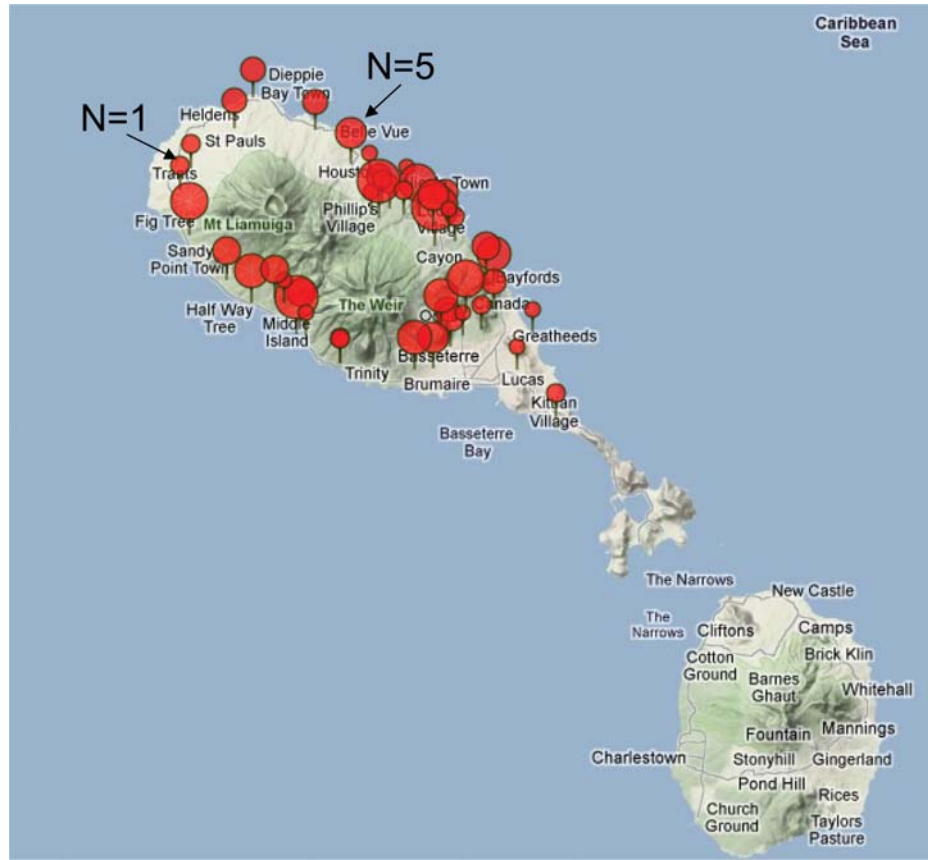 Caribbean
Sea
N=5
Dieppie
Bay Town
Heldens
N=1
Belle Vue
St Pauls
Traits
Town
Phillip's
Village
Village
Fig Tree
Mt Liamuiga
Sandy
Point Town
Cayon
Bayfords
Half Way
Tree
The Weir
Middle
Island
Greatheeds
Basseterre
Trinity
Brumaire
Lucas
Village
Basseterre
Bay
The Narrows
New Castle
The
Narrows
Cliftons
Camps
Cotton
Ground
Brick Klin
Barnes
Ghaut
Whitehall
Fountain
Mannings
Charlestown
Stonyhill
Gingerland
Pond Hill
Rices
Church
Ground
Taylors
Pasture